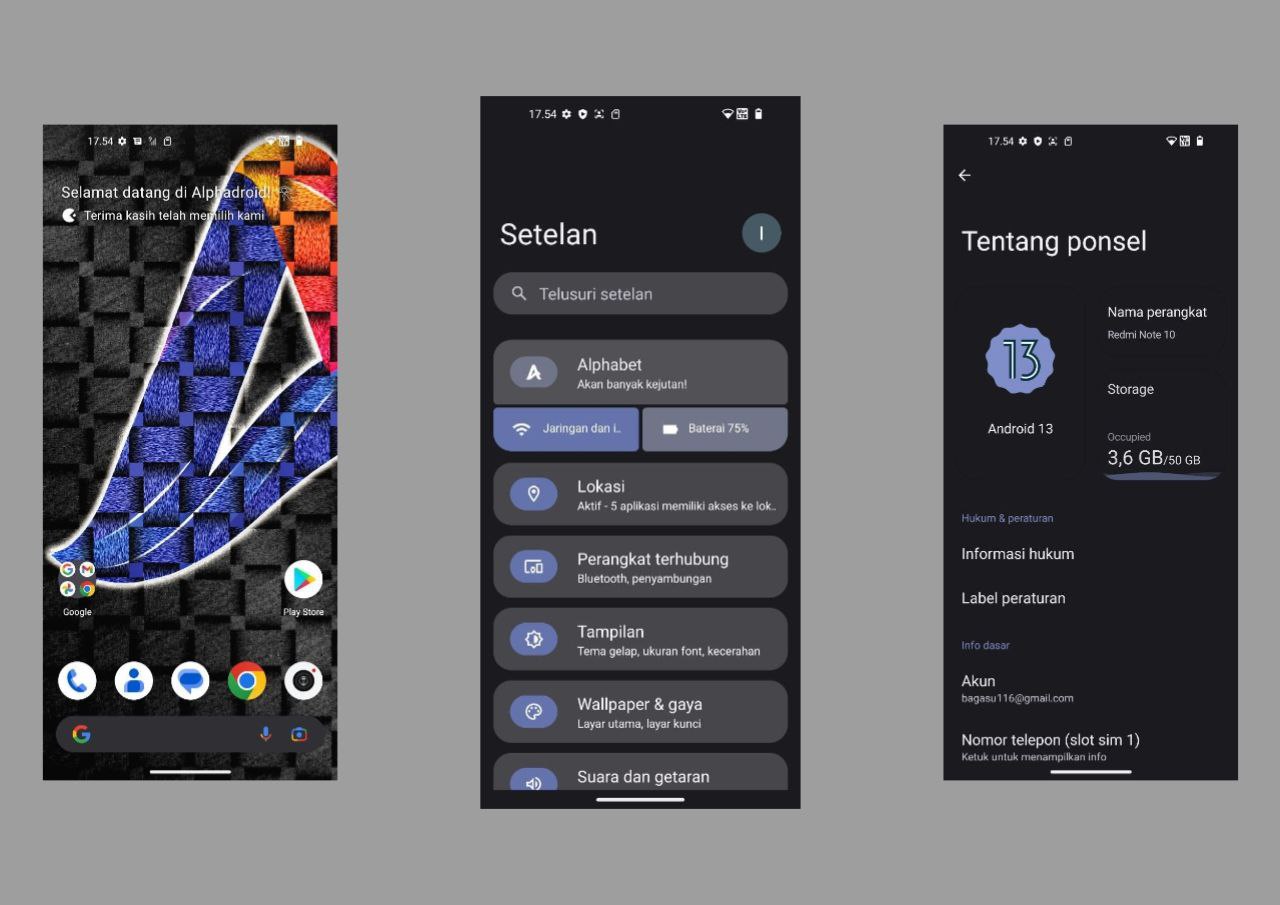 17.54
Selamat datang di Alphadroid!
Terima kasih telah memilih kami
Google
Play Store
17.54
Setelan
I
Telusuri setelan
Alphabet
Akan banyak kejutan!
Jaringan dan i..
Baterai 75%
Lokasi
Aktif - 5 aplikasi memiliki akses ke lok..
Perangkat terhubung
Bluetooth, penyambungan
Tampilan
Tema gelap, ukuran font, kecerahan
Wallpaper & gaya
Layar utama, layar kunci
Suara dan getaran
17.54
Tentang ponsel
13
Android 13
Nama perangkat
Redmi Note 10
Storage
Occupied
3,6 GB/50 GB
Hukum & peraturan
Informasi hukum
Label peraturan
Info dasar
Akun
bagasu116@gmail.com
Nomor telepon (slot sim 1)
Ketuk untuk menampilkan info